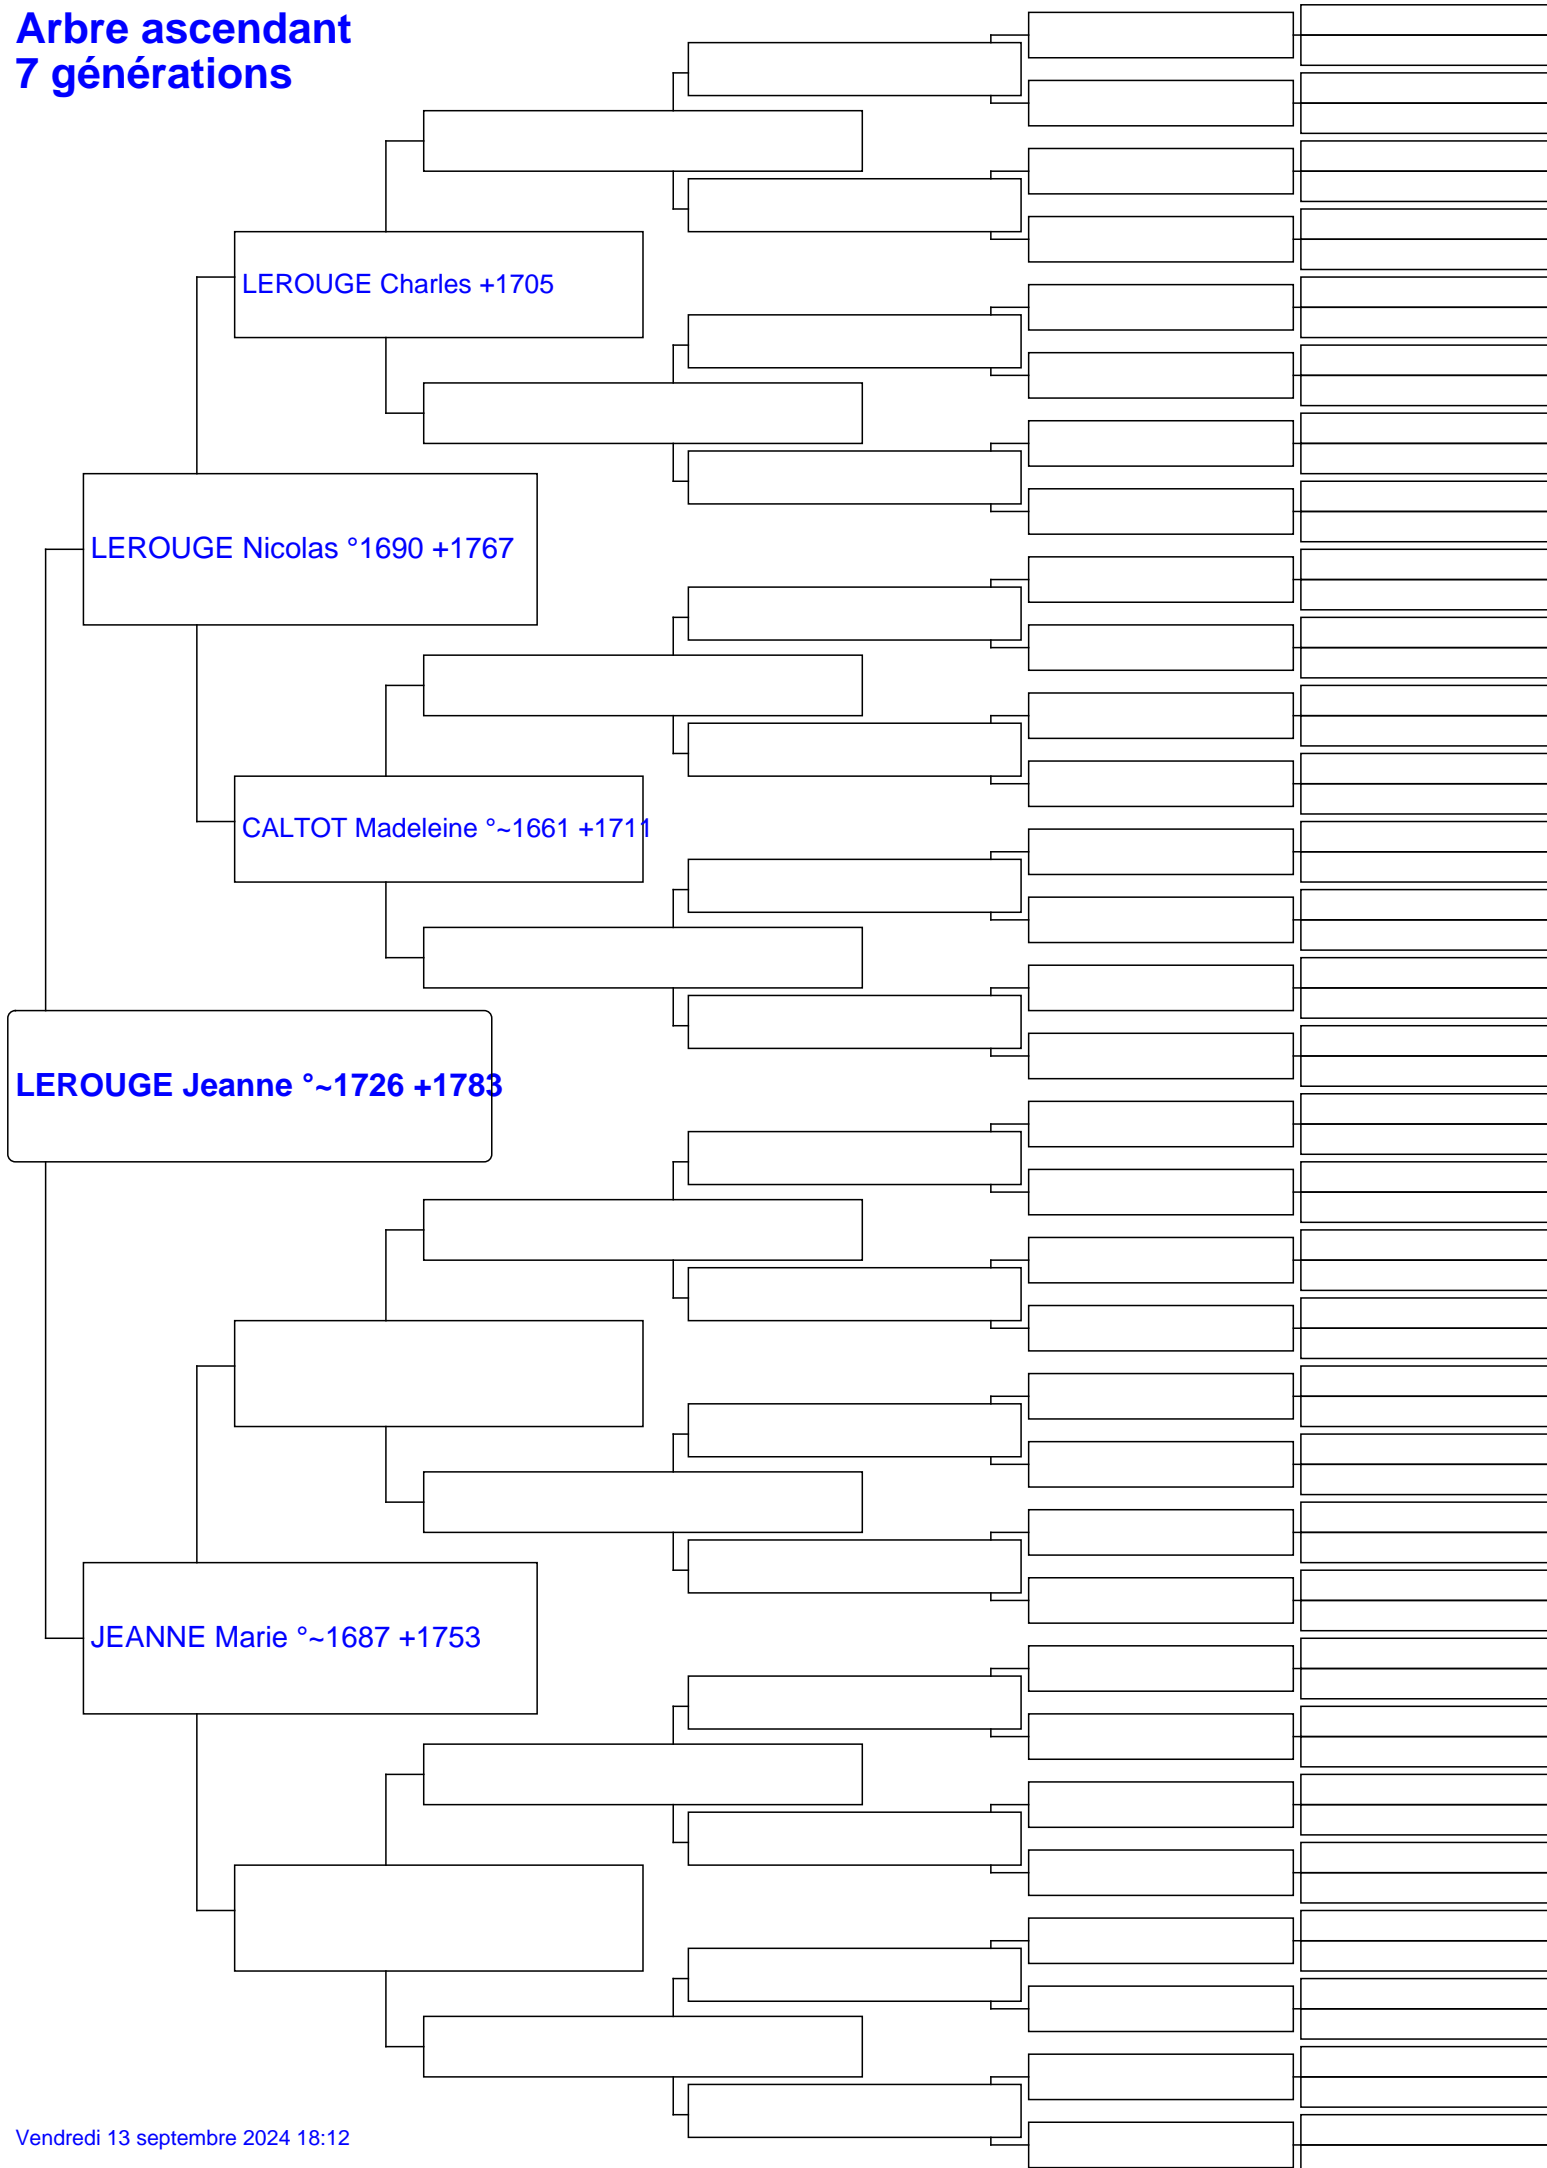 Arbre ascendant
7 générations
LEROUGE Charles +1705
LEROUGE Nicolas °1690 +1767
CALTOT Madeleine °~1661 +1711
LEROUGE Jeanne °~1726 +1783
JEANNE Marie °~1687 +1753
Vendredi 13 septembre 2024 18:12